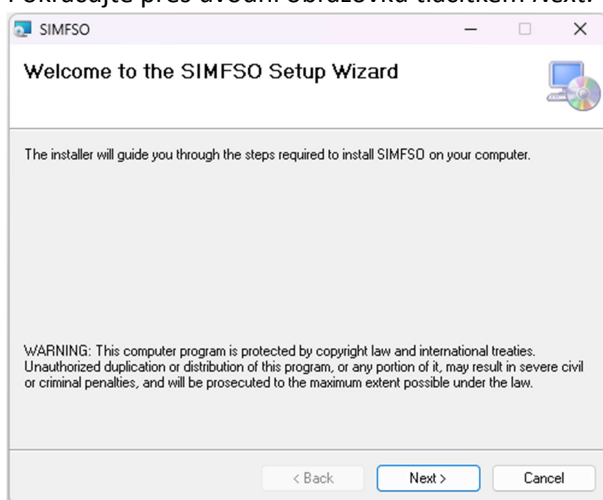 Pokračujte přes úvodní obrazovku tlačítkem Next.
SIMFSO
Welcome to the SIMFSO Setup Wizard
The installer will guide you through the steps required to install SIMFSO on your computer.
WARNING: This computer program is protected by copyright law and international treaties.
Unauthorized duplication or distribution of this program, or any portion of it, may result in severe civil
or criminal penalties, and will be prosecuted to the maximum extent possible under the law.
< Back
Next >
Cancel